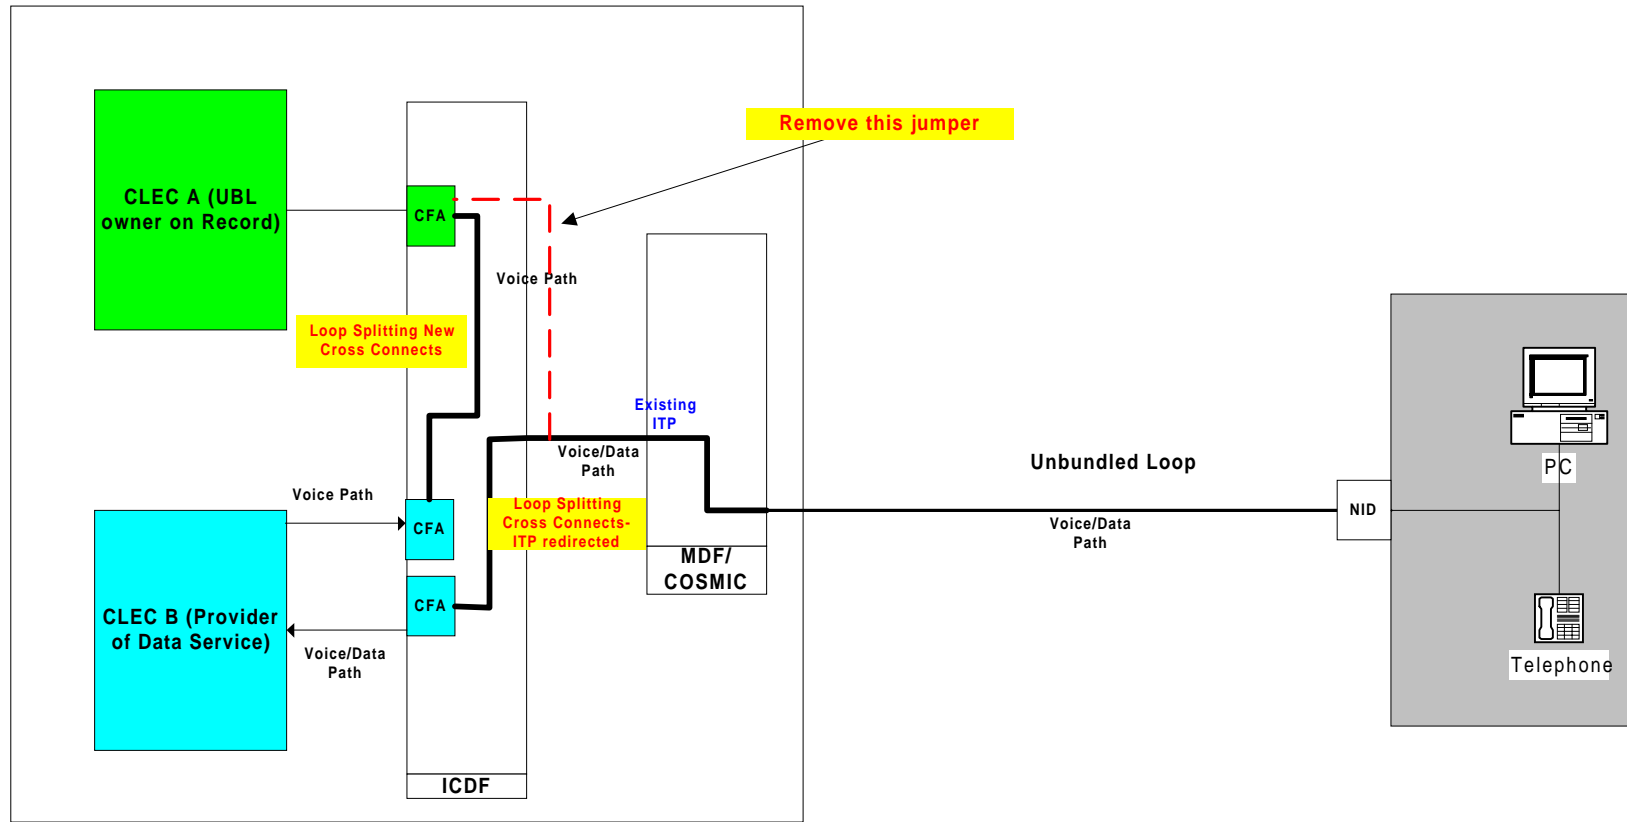 Remove this jumper
CLEC A (UBL
owner on Record)
CFA
Voice Path
Loop Splitting New
Cross Connects
Existing
ITP
Voice/Data
Path
Unbundled Loop
PC
Voice Path
Loop Splitting
Cross Connects-
ITP redirected
CFA
NID
Voice/Data
Path
MDF/
COSMIC
CLEC B (Provider
of Data Service)
CFA
Voice/Data
Path
Telephone
ICDF